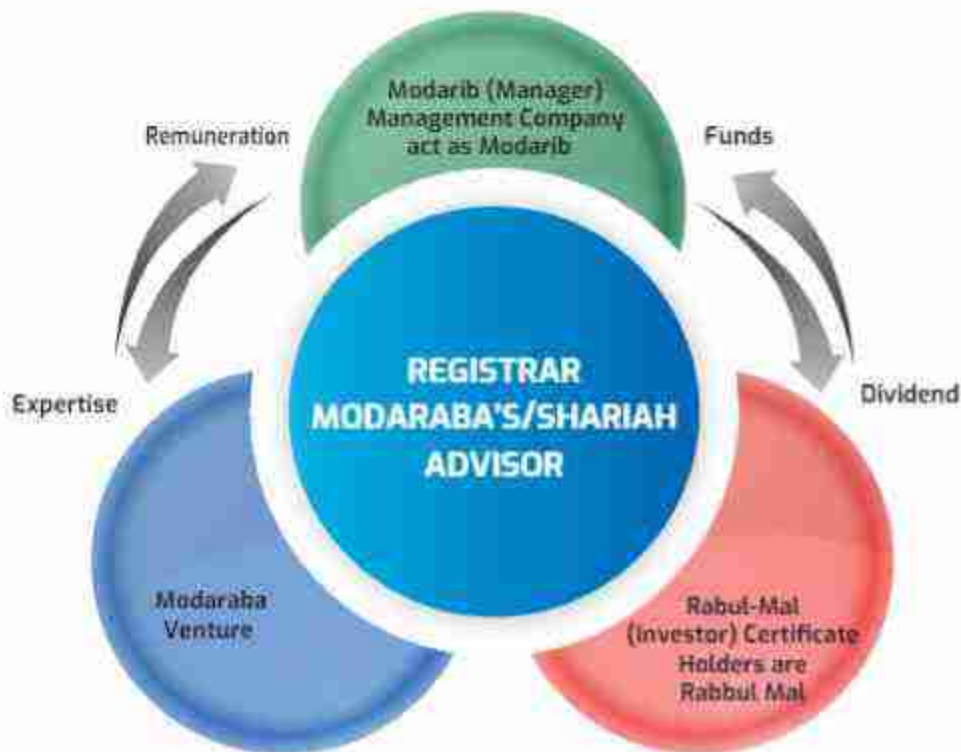 Modarib (Manager)
Management Company
act as Modarib
Remuneration
Funds
REGISTRAR
MODARABA'S/SHARIAH
ADVISOR
Expertise
Dividend
Modaraba
Venture
Rabul-Mal
(Investor) Certificate
Holders are
Rabbul Mal